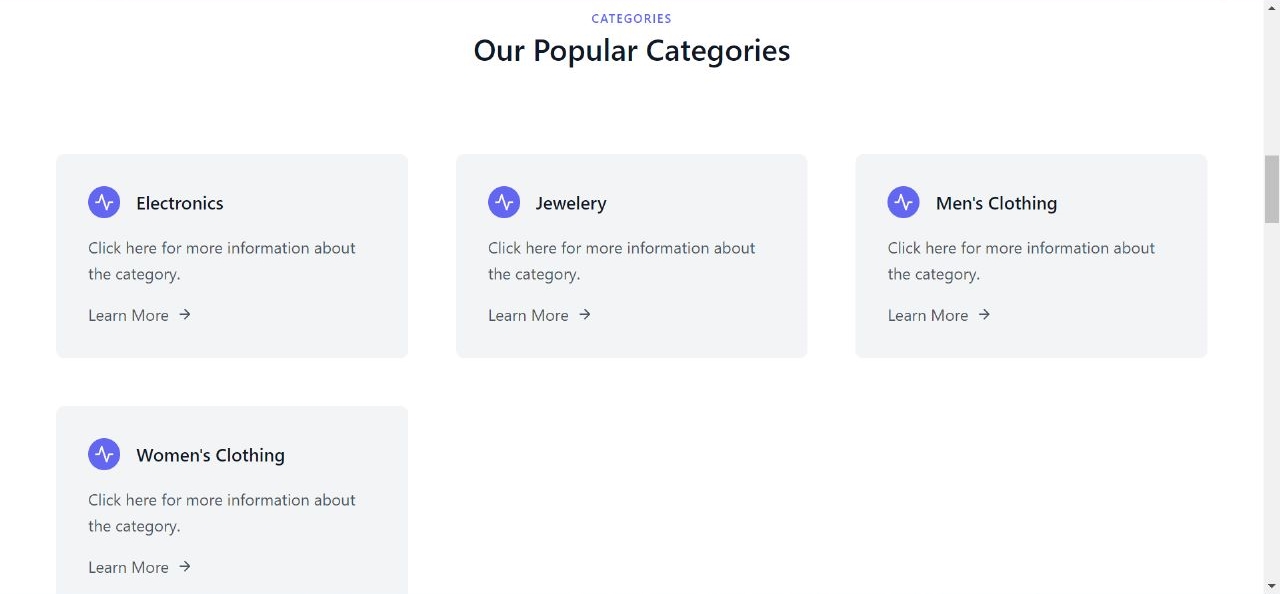 CATEGORIES
Our Popular Categories
Electronics
Click here for more information about
the category.
Learn More →
Jewelery
Click here for more information about
the category.
Learn More →
Men's Clothing
Click here for more information about
the category.
Learn More →
Women's Clothing
Click here for more information about
the category.
Learn More →